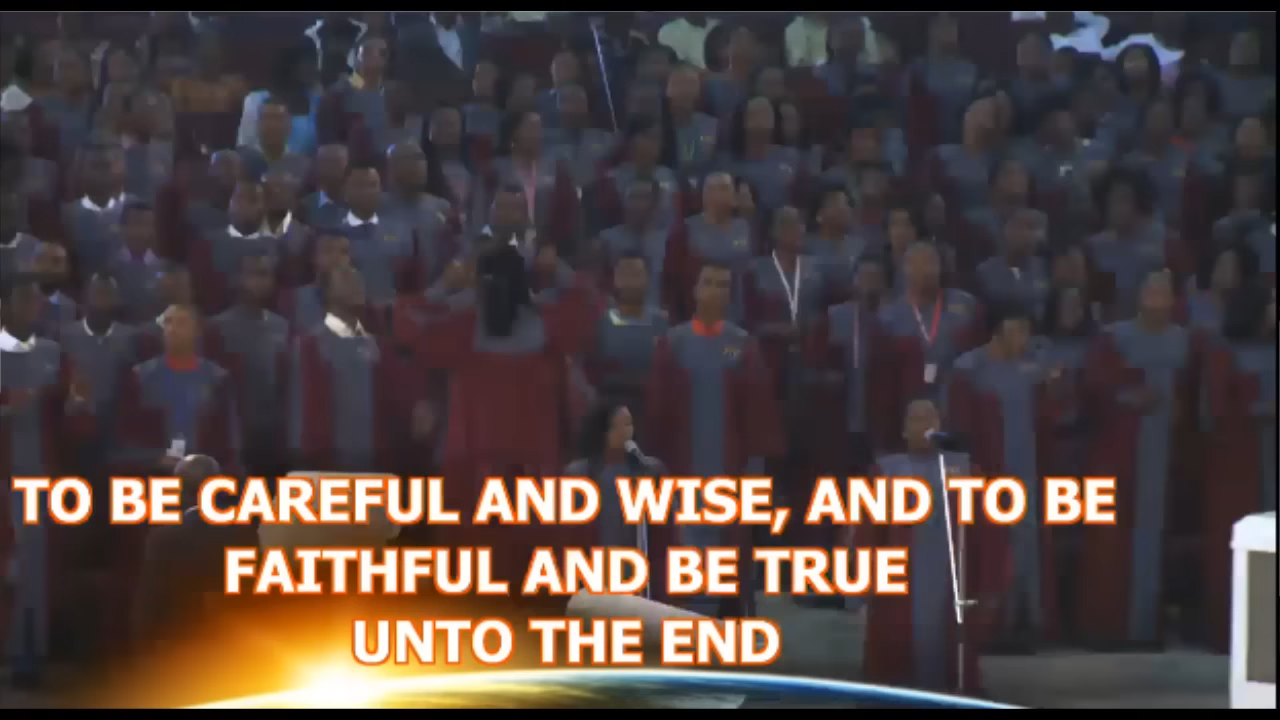 TO BE CAREFUL AND WISE, AND TO BE
FAITHFUL AND BE TRUE
UNTO THE END